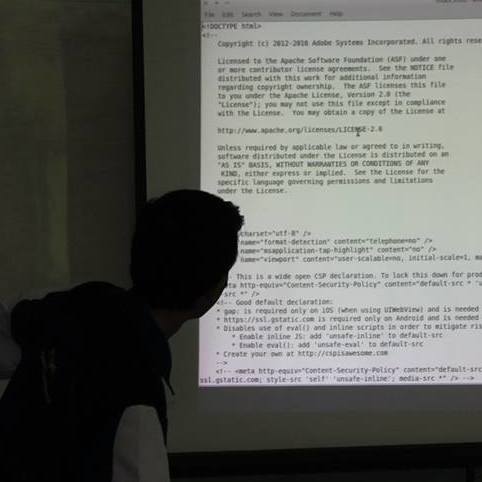 File Edit Search View Document Help
<!DOCTYPE html>
<!--
Copyright (c) 2012-2016 Adobe Systems Incorporated. All rights rese
Licensed to the Apache Software Foundation (ASF) under one
or more contributor license agreements. See the NOTICE file
distributed with this work for additional information
regarding copyright ownership. The ASF licenses this file
to you under the Apache License, Version 2.0 (the
"License"); you may not use this file except in compliance
with the License. You may obtain a copy of the License at
http://www.apache.org/licenses/LICENSE-2.0
Unless required by applicable law or agreed to in writing,
software distributed under the License is distributed on an
"AS IS" BASIS, WITHOUT WARRANTIES OR CONDITIONS OF ANY
KIND, either express or implied. See the License for the
specific language governing permissions and limitations
under the License.
charset="utf-8" />
name="format-detection" content="telephone=no" />
name="msapplication-tap-highlight" content="no" />
name="viewport" content="user-scalable=no, initial-scale=1, ma
-- This is a wide open CSP declaration. To lock this down for prod
http-equiv="Content-Security-Policy" content="default-src * 'u
src *" />
<!-- Good default declaration:
* gap: is required only on iOS (when using UIWebView) and is needed
* https://ssl.gstatic.com is required only on Android and is needed
* Disables use of eval() and inline scripts in order to mitigate ris
* Enable inline JS: add 'unsafe-inline' to default-src
* Enable eval(): add 'unsafe-eval' to default-src
* Create your own at http://cspisawesome.com
-->
<!-- <meta http-equiv="Content-Security-Policy" content="default-src
ssl.gstatic.com; style-src 'self' 'unsafe-inline'; media-src *" /> -->